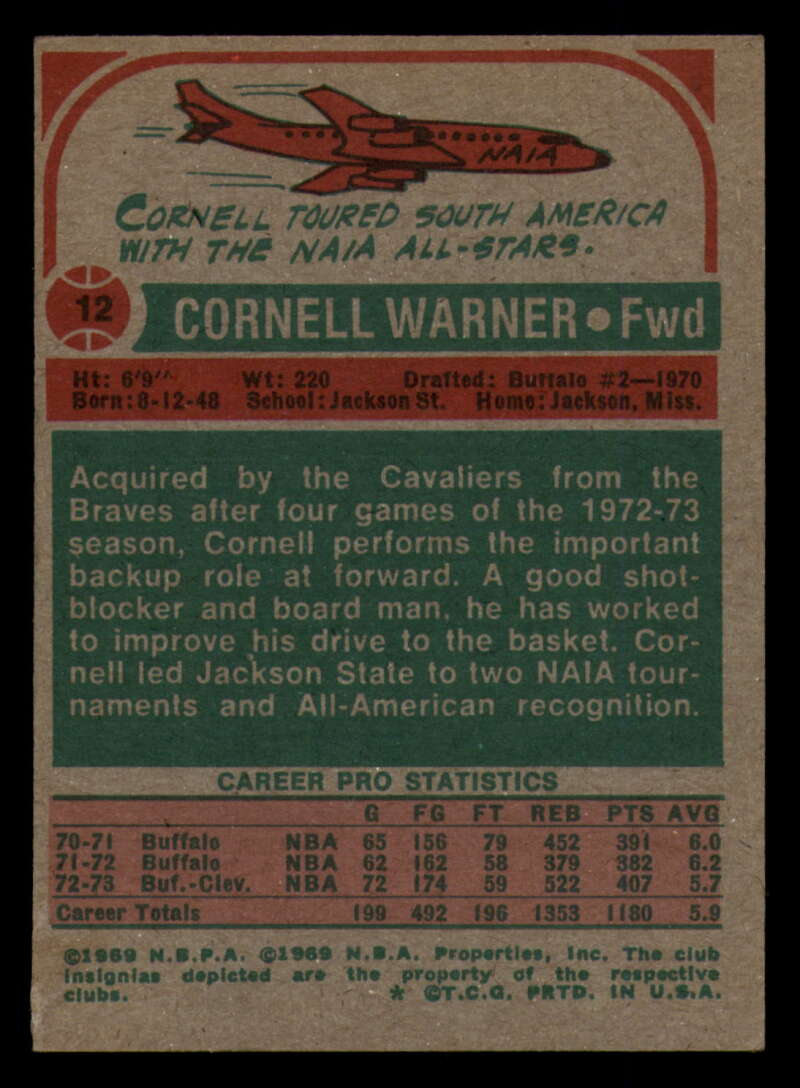 NAIA
CORNELL TOURED SOUTH AMERICA
WITH THE NAIA ALL-STARS.
12
CORNELL WARNER • Fwd
Ht: 6'9" Wt: 220 Drafted: Buffalo #2—1970
Born: 8-12-48 School: Jackson St. Home: Jackson, Miss.
Acquired by the Cavaliers from the
Braves after four games of the 1972-73
season, Cornell performs the important
backup role at forward. A good shot-
blocker and board man, he has worked
to improve his drive to the basket. Cor-
nell led Jackson State to two NAIA tour-
naments and All-American recognition.
CAREER PRO STATISTICS
G FG FT REB PTS AVG
70-71 Buffalo NBA 65 156 79 452 391 6.0
71-72 Buffalo NBA 62 162 58 379 382 6.2
72-73 Buf.-Clev. NBA 72 174 59 522 407 5.7
Career Totals 199 492 196 1353 1180 5.9
©1969 N.B.P.A. ©1969 N.B.A. Properties, Inc. The club
insignias depicted are the property of the respective
clubs. * ©T.C.G. PRTD. IN U.S.A.